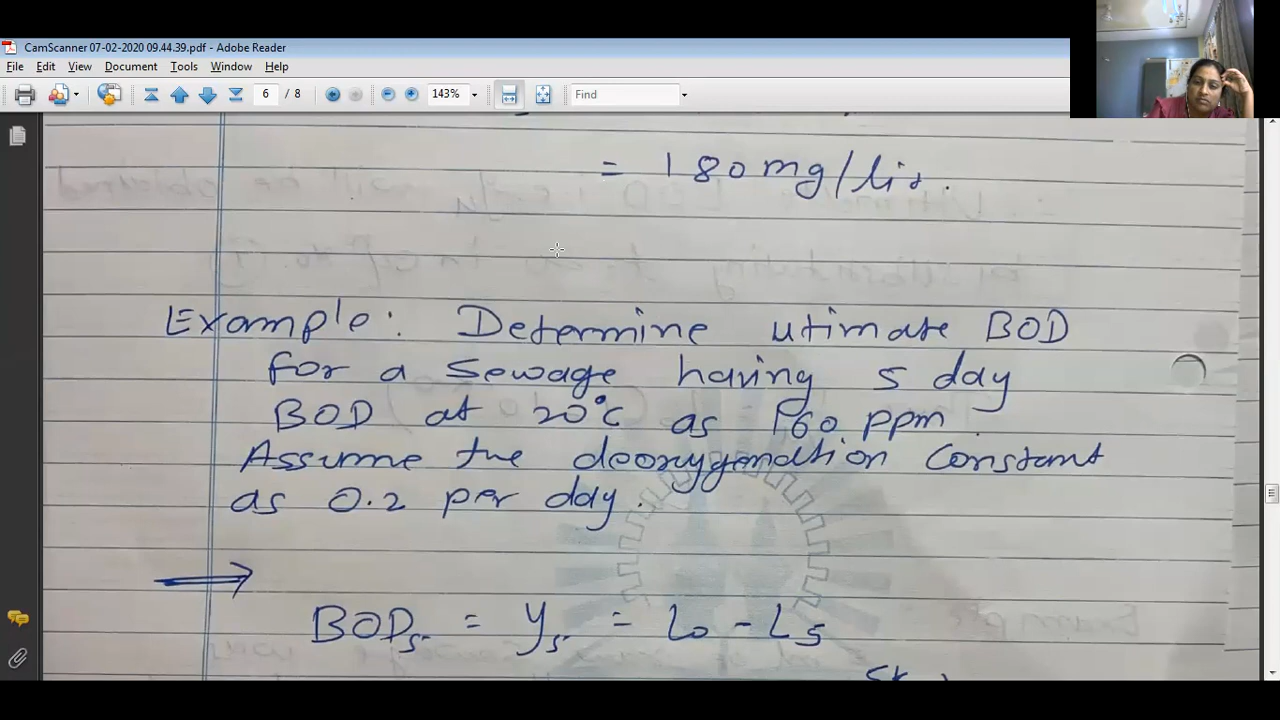 CamScanner 07-02-2020 09.44.39.pdf - Adobe Reader
File Edit View Document Tools Window Help
6 / 8 143% Find
= 180 mg/lit.
Example: Determine utimate BOD
for a sewage having 5 day
BOD at 20°C as 160 ppm
Assume the deoxygenation constant
as 0.2 per day.
BOD5 = Y5 = L0 - L5